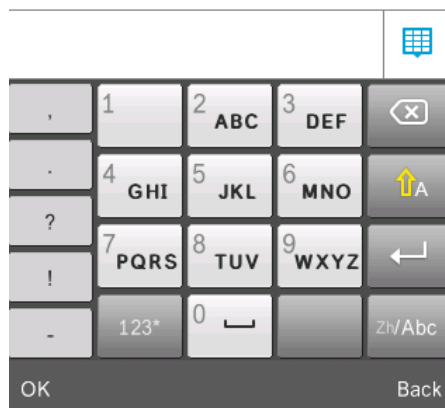 , 1 2 ABC 3 DEF
. 4 GHI 5 JKL 6 MNO A
?
7 PQRS 8 TUV 9 WXYZ
!
- 123* 0 Zh/Abc
OK Back